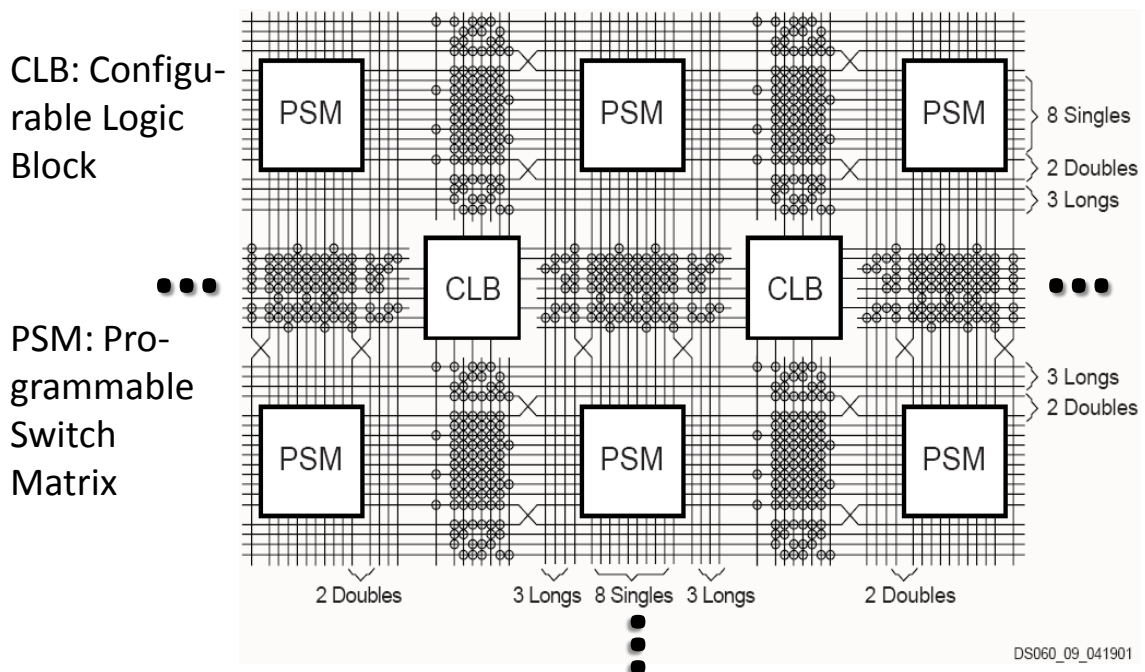 CLB: Configu-
rable Logic
Block
PSM: Pro-
grammable
Switch
Matrix
PSM
PSM
PSM
8 Singles
2 Doubles
3 Longs
CLB
CLB
3 Longs
2 Doubles
PSM
PSM
PSM
2 Doubles
3 Longs
8 Singles
3 Longs
2 Doubles
DS060_09_041901